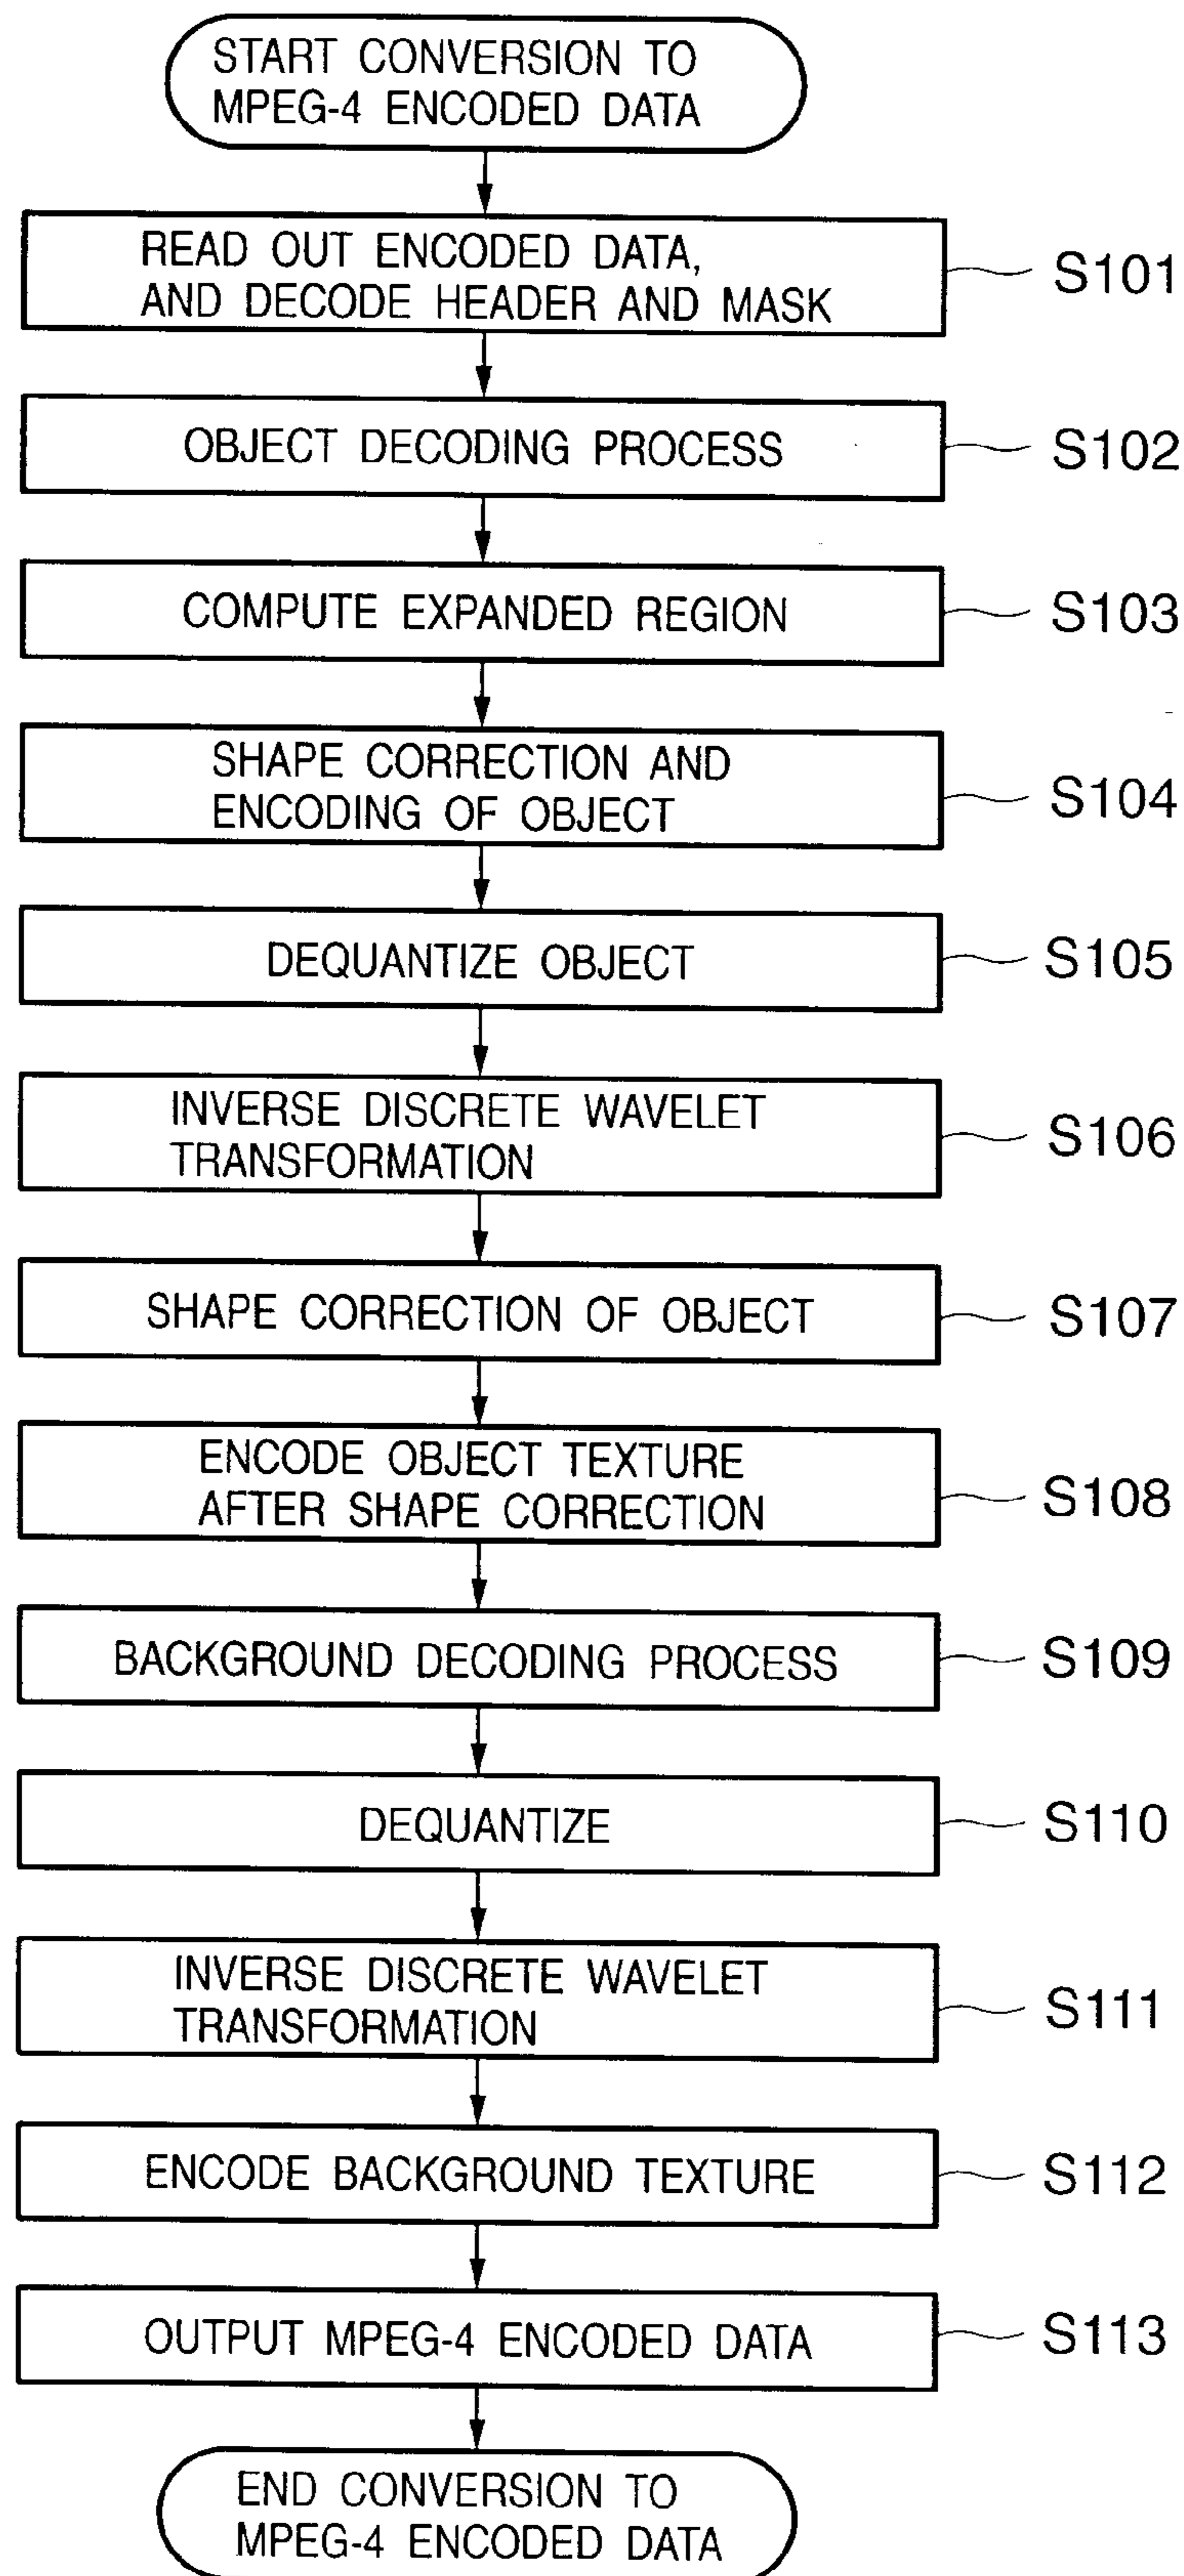 START CONVERSION TO
MPEG-4 ENCODED DATA
READ OUT ENCODED DATA,
AND DECODE HEADER AND MASK
S101
OBJECT DECODING PROCESS
S102
COMPUTE EXPANDED REGION
S103
SHAPE CORRECTION AND
ENCODING OF OBJECT
S104
DEQUANTIZE OBJECT
S105
INVERSE DISCRETE WAVELET
TRANSFORMATION
S106
SHAPE CORRECTION OF OBJECT
S107
ENCODE OBJECT TEXTURE
AFTER SHAPE CORRECTION
S108
BACKGROUND DECODING PROCESS
S109
DEQUANTIZE
S110
INVERSE DISCRETE WAVELET
TRANSFORMATION
S111
ENCODE BACKGROUND TEXTURE
S112
OUTPUT MPEG-4 ENCODED DATA
S113
END CONVERSION TO
MPEG-4 ENCODED DATA